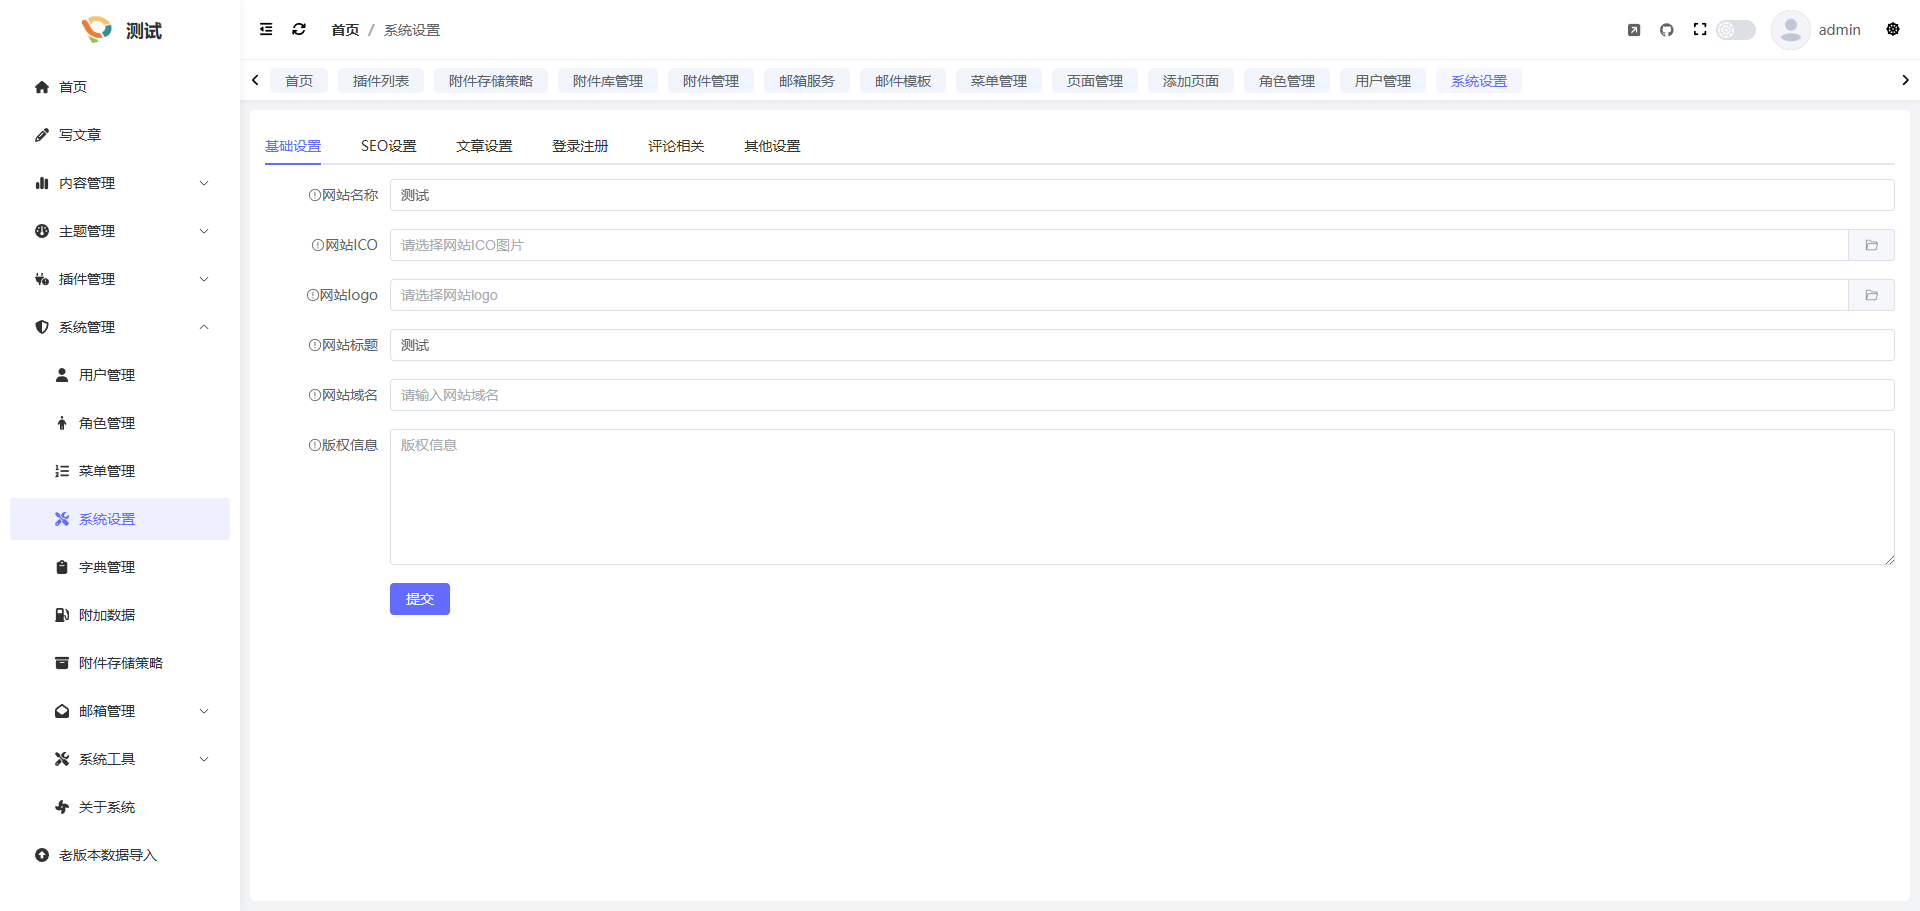 测试
首页
写文章
内容管理
主题管理
插件管理
系统管理
用户管理
角色管理
菜单管理
系统设置
字典管理
附加数据
附件存储策略
邮箱管理
系统工具
关于系统
老版本数据导入
首页 / 系统设置
admin
首页 插件列表 附件存储策略 附件库管理 附件管理 邮箱服务 邮件模板 菜单管理 页面管理 添加页面 角色管理 用户管理 系统设置
基础设置 SEO设置 文章设置 登录注册 评论相关 其他设置
网站名称 测试
网站ICO 请选择网站ICO图片
网站logo 请选择网站logo
网站标题 测试
网站域名 请输入网站域名
版权信息 版权信息
提交